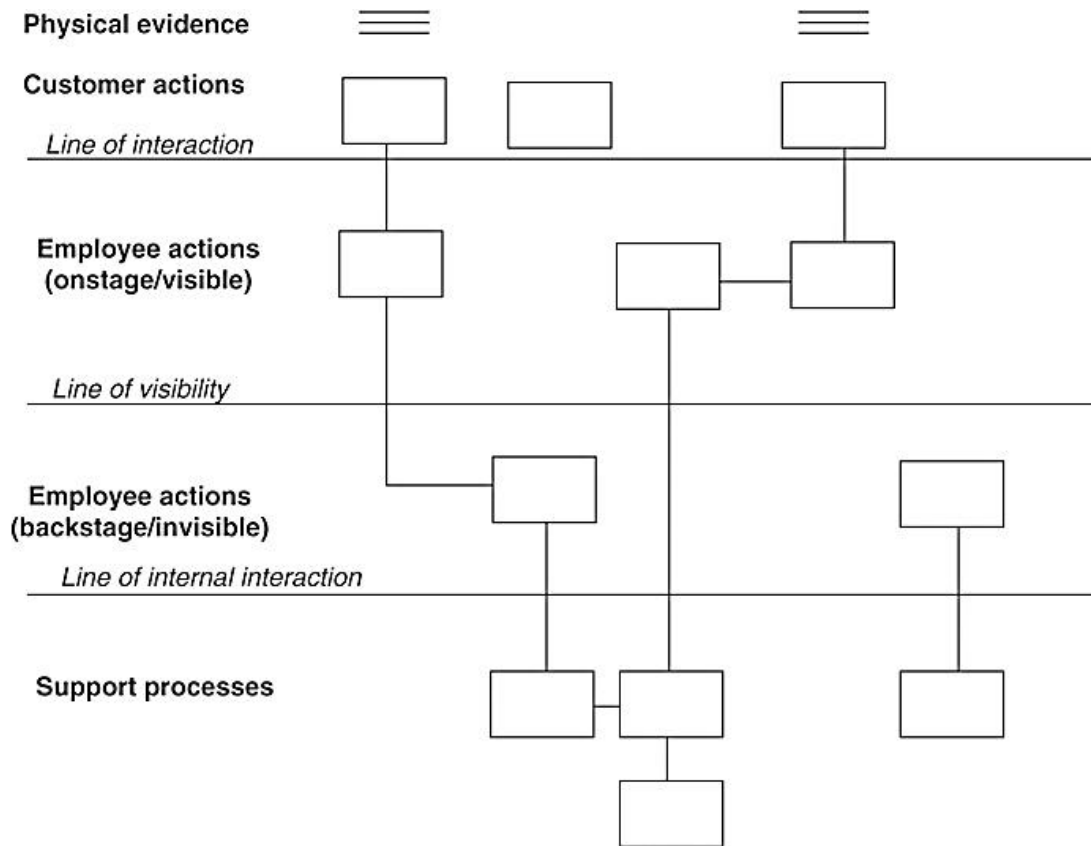 Physical evidence
Customer actions
Line of interaction
Employee actions
(onstage/visible)
Line of visibility
Employee actions
(backstage/invisible)
Line of internal interaction
Support processes